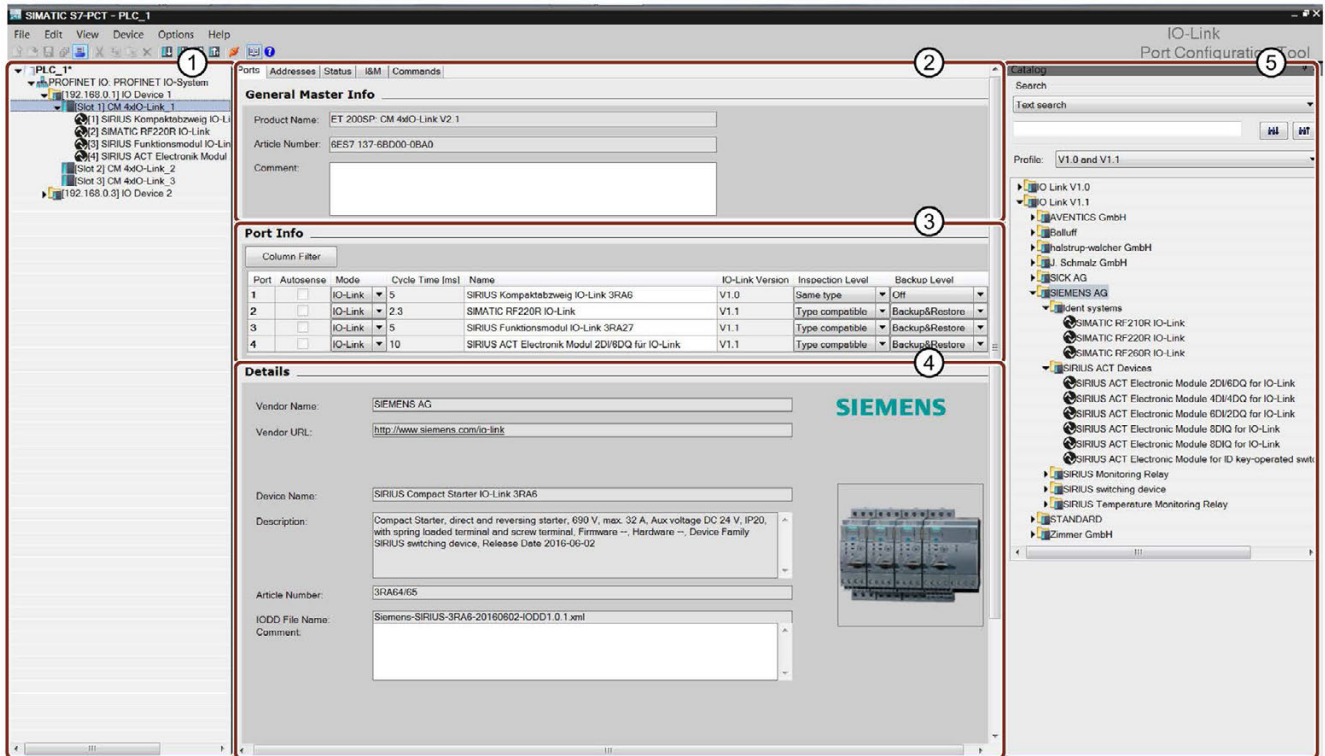 SIMATIC S7-PCT - PLC_1
File Edit View Device Options Help
IO-Link
Port Configuration Tool
1
PLC_1*
PROFINET IO: PROFINET IO-System
[192.168.0.1] IO Device 1
[Slot 1] CM 4xIO-Link_1
[1] SIRIUS Kompaktabzweig IO-Li
[2] SIMATIC RF220R IO-Link
[3] SIRIUS Funktionsmodul IO-Lin
[4] SIRIUS ACT Electronik Modul
[Slot 2] CM 4xIO-Link_2
[Slot 3] CM 4xIO-Link_3
[192.168.0.3] IO Device 2
2
Ports Addresses Status I&M Commands
General Master Info
Product Name: ET 200SP: CM 4xIO-Link V2.1
Article Number: 6ES7 137-6BD00-0BA0
Comment:
3
Port Info
Column Filter
Port Autosense Mode Cycle Time [ms] Name IO-Link Version Inspection Level Backup Level
1 IO-Link 5 SIRIUS Kompaktabzweig IO-Link 3RA6 V1.0 Same type Off
2 IO-Link 2.3 SIMATIC RF220R IO-Link V1.1 Type compatible Backup&Restore
3 IO-Link 5 SIRIUS Funktionsmodul IO-Link 3RA27 V1.1 Type compatible Backup&Restore
4 IO-Link 10 SIRIUS ACT Electronik Modul 2DI/6DQ für IO-Link V1.1 Type compatible Backup&Restore
4
Details
Vendor Name: SIEMENS AG
SIEMENS
Vendor URL: http://www.siemens.com/io-link
Device Name: SIRIUS Compact Starter IO-Link 3RA6
Description: Compact Starter, direct and reversing starter, 690 V, max. 32 A, Aux voltage DC 24 V, IP20,
with spring loaded terminal and screw terminal, Firmware --, Hardware --, Device Family
SIRIUS switching device, Release Date 2016-06-02
Article Number: 3RA64/65
IODD File Name: Siemens-SIRIUS-3RA6-20160602-IODD1.0.1.xml
Comment:
5
Catalog
Search
Text search
Profile: V1.0 and V1.1
IO Link V1.0
IO Link V1.1
AVENTICS GmbH
Balluff
halstrup-walcher GmbH
J. Schmalz GmbH
SICK AG
SIEMENS AG
Ident systems
SIMATIC RF210R IO-Link
SIMATIC RF220R IO-Link
SIMATIC RF260R IO-Link
SIRIUS ACT Devices
SIRIUS ACT Electronic Module 2DI/6DQ for IO-Link
SIRIUS ACT Electronic Module 4DI/4DQ for IO-Link
SIRIUS ACT Electronic Module 6DI/2DQ for IO-Link
SIRIUS ACT Electronic Module 8DIQ for IO-Link
SIRIUS ACT Electronic Module 8DIQ for IO-Link
SIRIUS ACT Electronic Module for ID key-operated switc
SIRIUS Monitoring Relay
SIRIUS switching device
SIRIUS Temperature Monitoring Relay
STANDARD
Zimmer GmbH